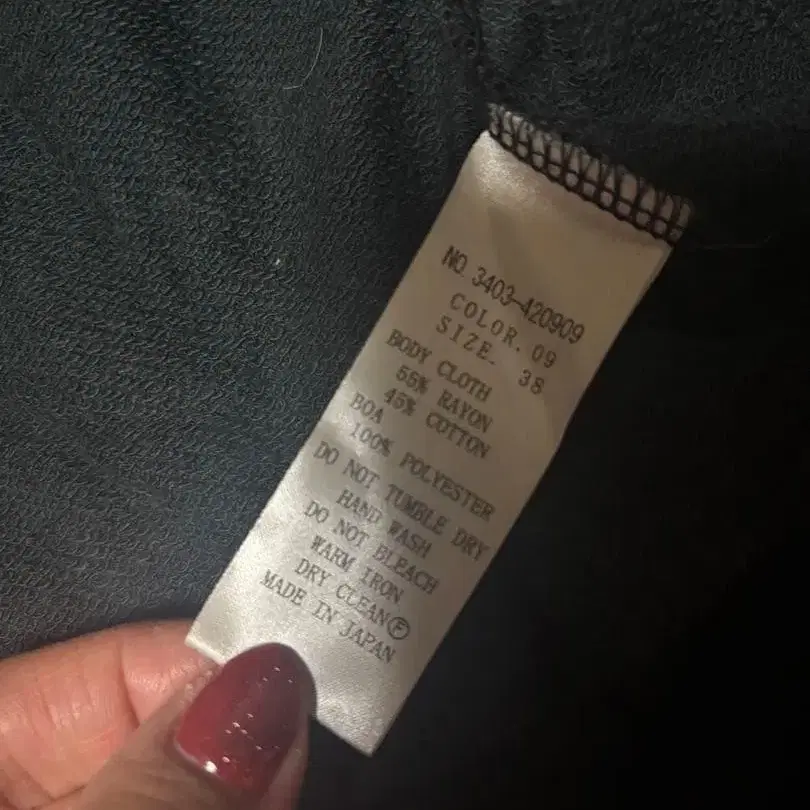 NO. 3403-420909
COLOR. 09
SIZE. 38
BODY CLOTH
55% RAYON
45% COTTON
BOA
100% POLYESTER
DO NOT TUMBLE DRY
HAND WASH
DO NOT BLEACH
WARM IRON
DRY CLEANⒻ
MADE IN JAPAN